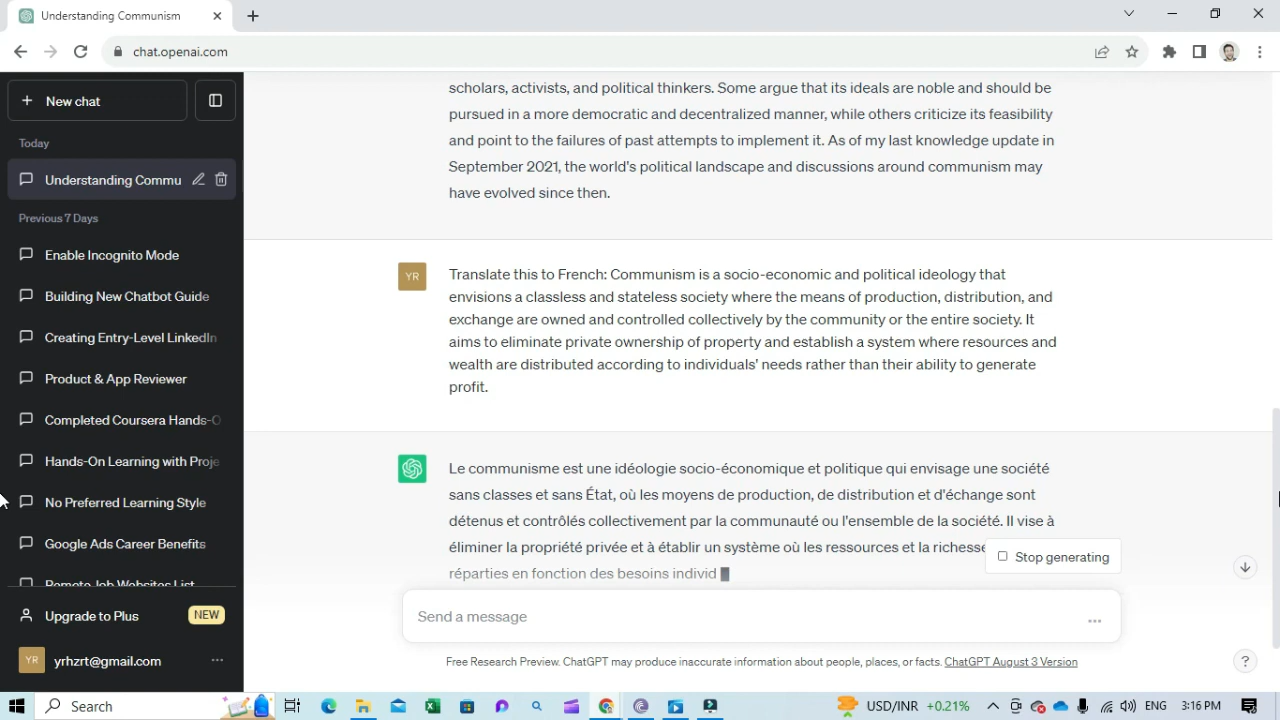 Understanding Communism
chat.openai.com
New chat
Today
Understanding Commu
Previous 7 Days
Enable Incognito Mode
Building New Chatbot Guide
Creating Entry-Level LinkedIn
Product & App Reviewer
Completed Coursera Hands-O
Hands-On Learning with Proje
No Preferred Learning Style
Google Ads Career Benefits
Remote Job Websites List
Upgrade to Plus NEW
YR yrhzrt@gmail.com
scholars, activists, and political thinkers. Some argue that its ideals are noble and should be
pursued in a more democratic and decentralized manner, while others criticize its feasibility
and point to the failures of past attempts to implement it. As of my last knowledge update in
September 2021, the world's political landscape and discussions around communism may
have evolved since then.
YR
Translate this to French: Communism is a socio-economic and political ideology that
envisions a classless and stateless society where the means of production, distribution, and
exchange are owned and controlled collectively by the community or the entire society. It
aims to eliminate private ownership of property and establish a system where resources and
wealth are distributed according to individuals' needs rather than their ability to generate
profit.
Le communisme est une idéologie socio-économique et politique qui envisage une société
sans classes et sans État, où les moyens de production, de distribution et d'échange sont
détenus et contrôlés collectivement par la communauté ou l'ensemble de la société. Il vise à
éliminer la propriété privée et à établir un système où les ressources et la richesse
réparties en fonction des besoins individ
Stop generating
Send a message
Free Research Preview. ChatGPT may produce inaccurate information about people, places, or facts. ChatGPT August 3 Version
?
Search
USD/INR +0.21%
ENG
3:16 PM